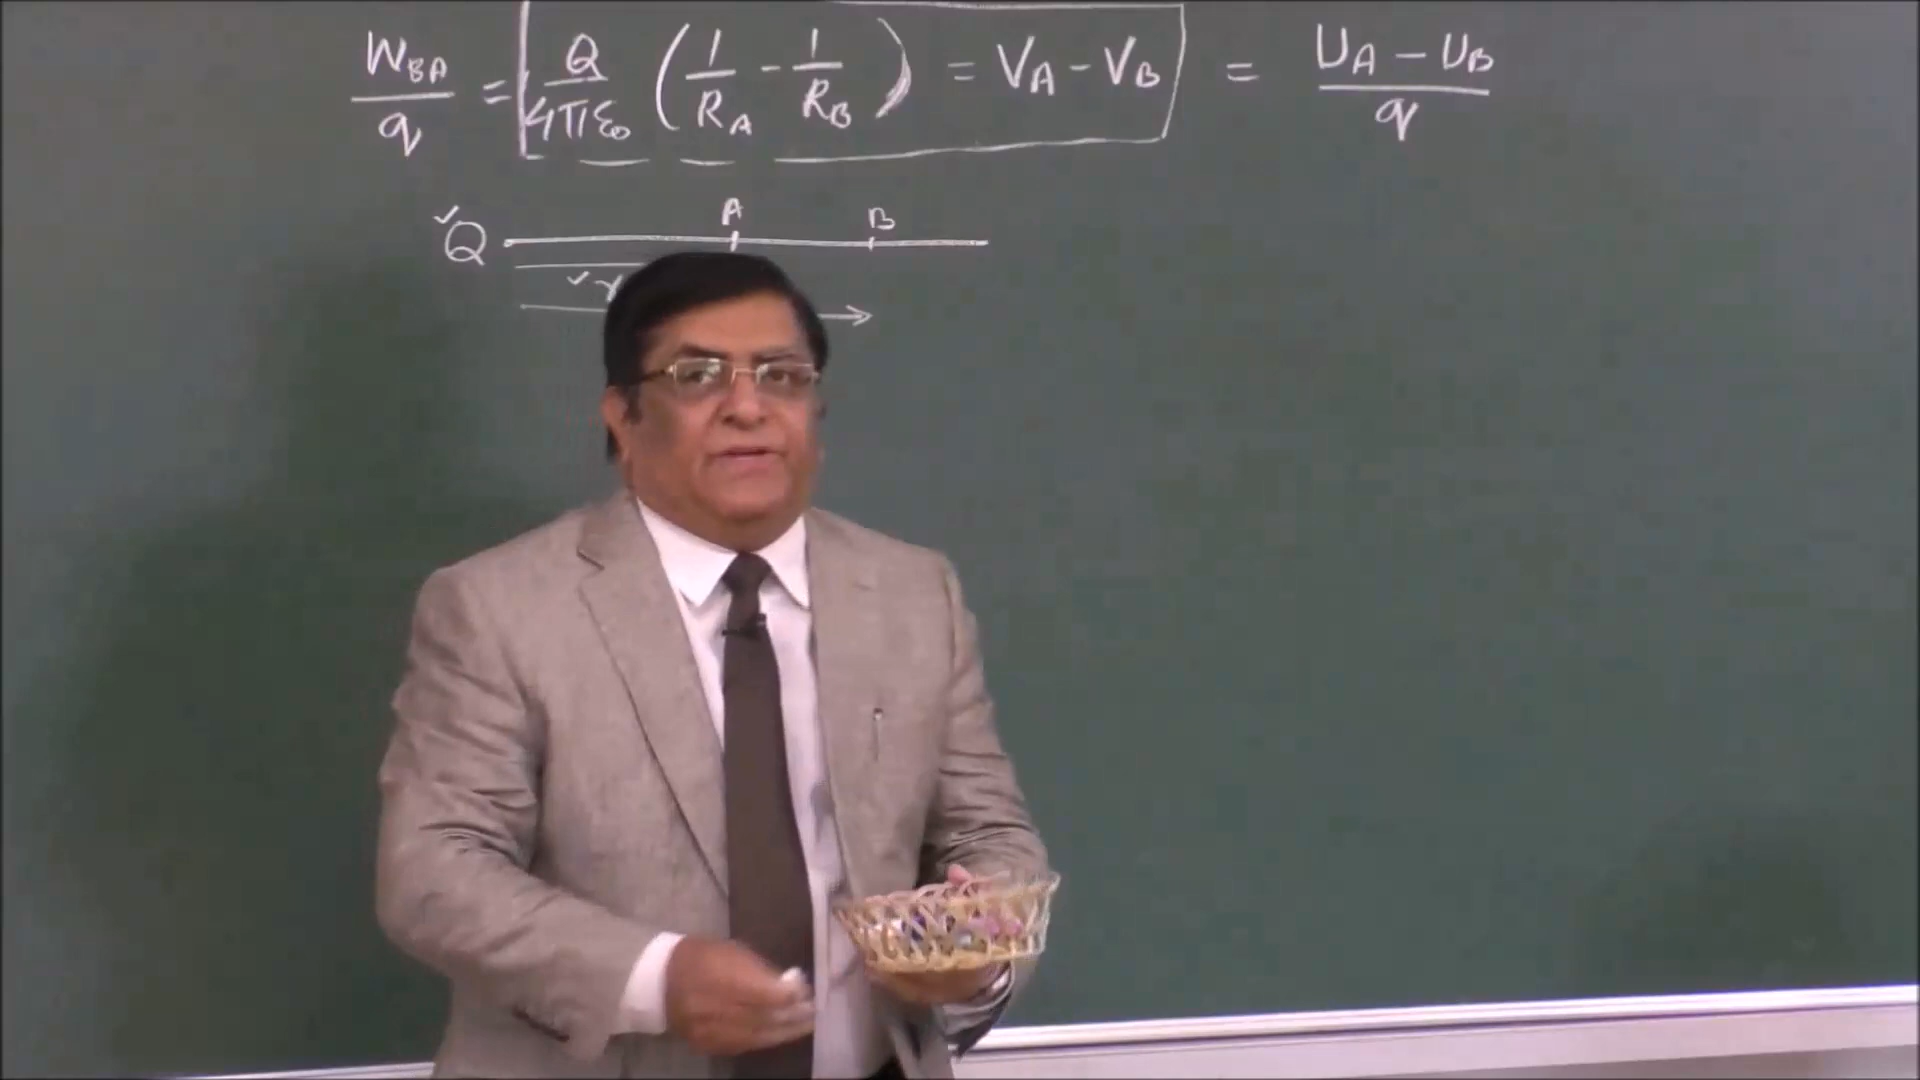 W_BA/q = Q/4πε₀ (1/R_A - 1/R_B) = V_A - V_B = U_A - U_B/q
A B
Q